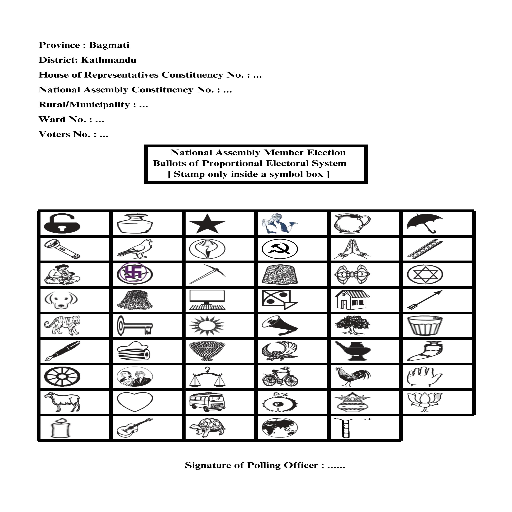 Province : Bagmati
District: Kathmandu
House of Representatives Constituency No. : ...
National Assembly Constituency No. : ...
Rural/Municipality : ...
Ward No. : ...
Voters No. : ...
National Assembly Member Election
Ballots of Proportional Electoral System
[ Stamp only inside a symbol box ]
Signature of Polling Officer : ......